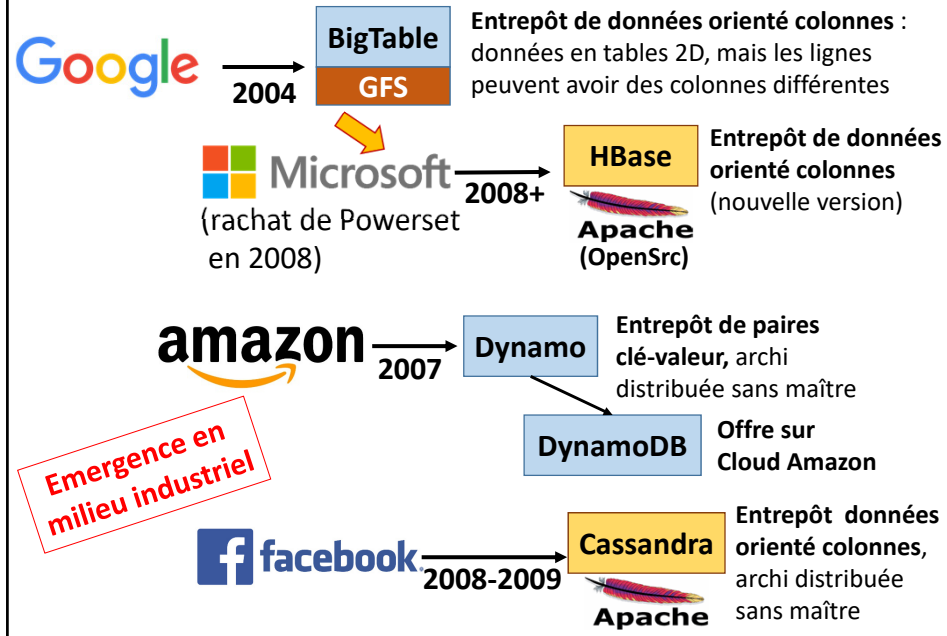 Google
2004
BigTable
GFS
Entrepôt de données orienté colonnes :
données en tables 2D, mais les lignes
peuvent avoir des colonnes différentes
Microsoft
(rachat de Powerset
en 2008)
2008+
HBase
Apache
(OpenSrc)
Entrepôt de données
orienté colonnes
(nouvelle version)
amazon
2007
Dynamo
Entrepôt de paires
clé-valeur, archi
distribuée sans maître
DynamoDB
Offre sur
Cloud Amazon
Emergence en
milieu industriel
f facebook.
2008-2009
Cassandra
Apache
Entrepôt données
orienté colonnes,
archi distribuée
sans maître